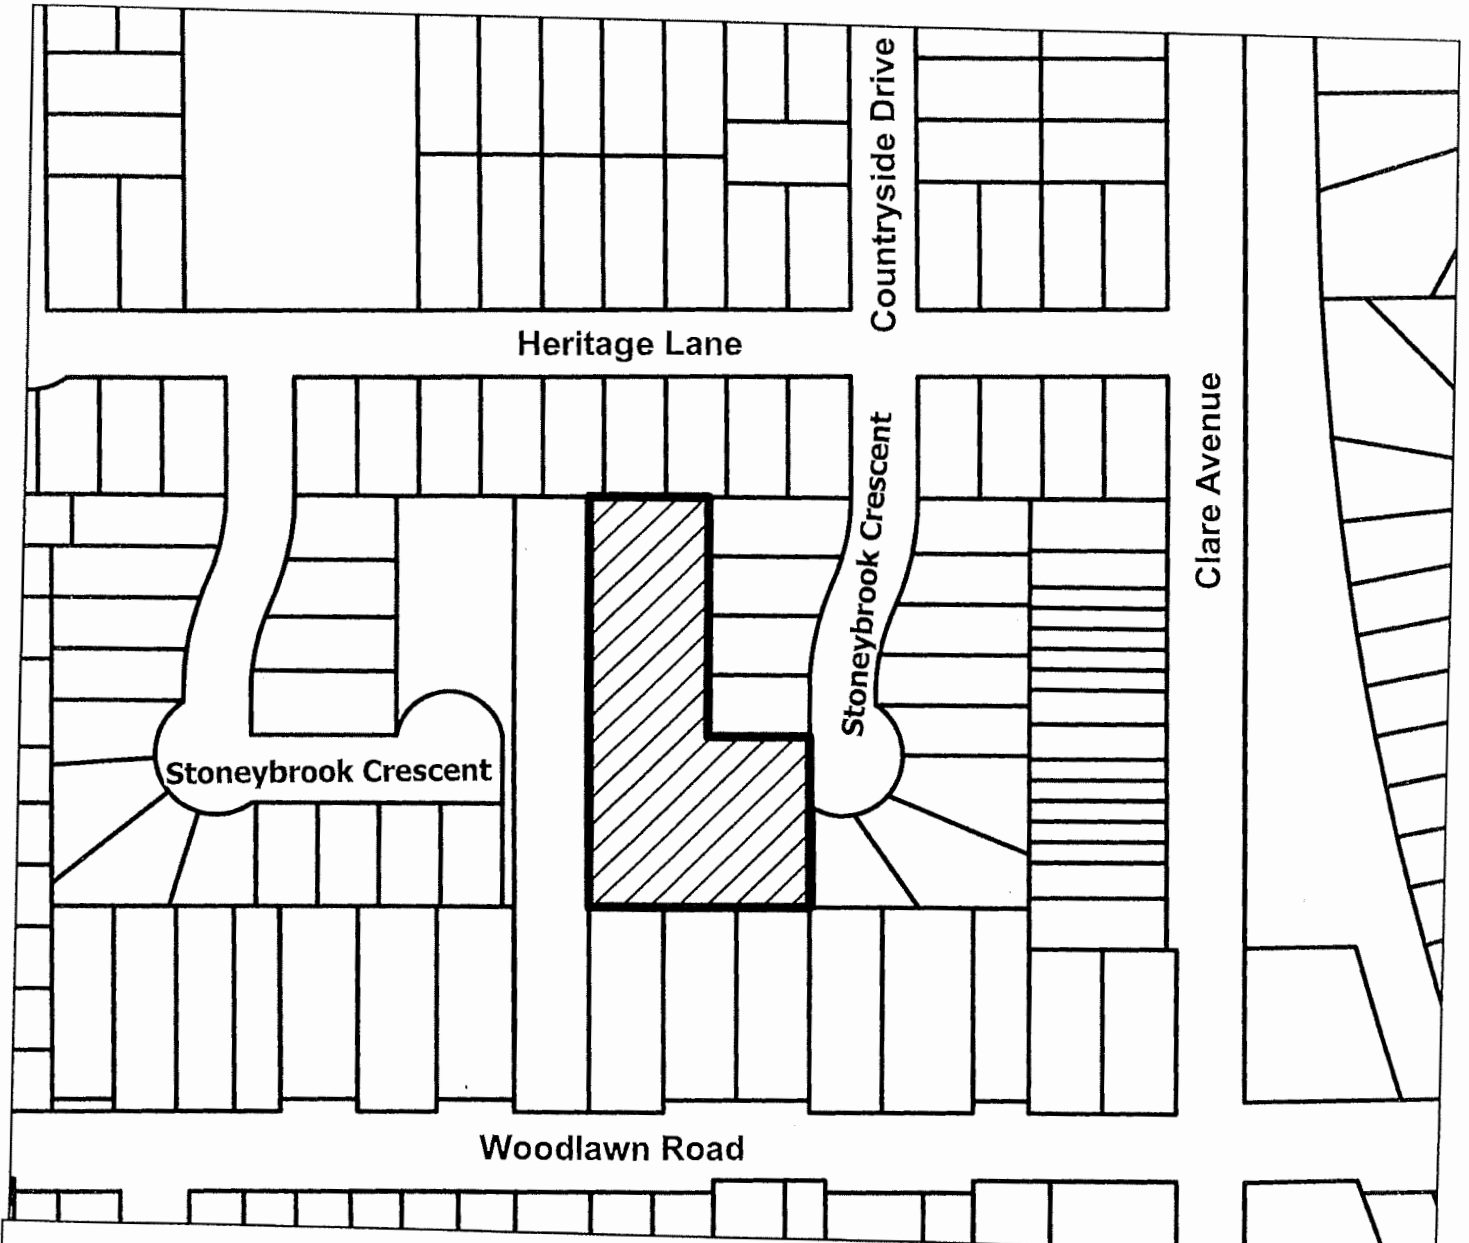 Countryside Drive
Heritage Lane
Clare Avenue
Stoneybrook Crescent
Stoneybrook Crescent
Woodlawn Road